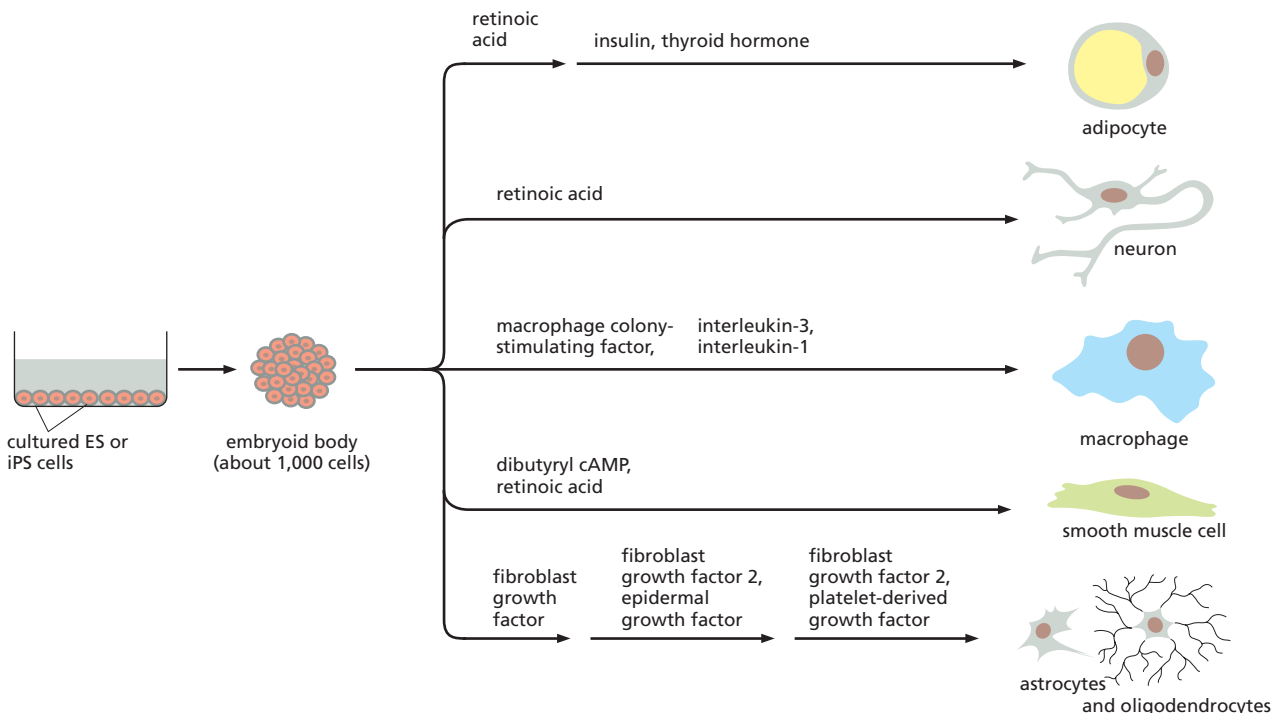 retinoic
acid
insulin, thyroid hormone
adipocyte
retinoic acid
neuron
macrophage colony-
stimulating factor,
interleukin-3,
interleukin-1
macrophage
cultured ES or
iPS cells
embryoid body
(about 1,000 cells)
dibutyryl cAMP,
retinoic acid
smooth muscle cell
fibroblast
growth
factor
fibroblast
growth factor 2,
epidermal
growth factor
fibroblast
growth factor 2,
platelet-derived
growth factor
astrocytes
and oligodendrocytes